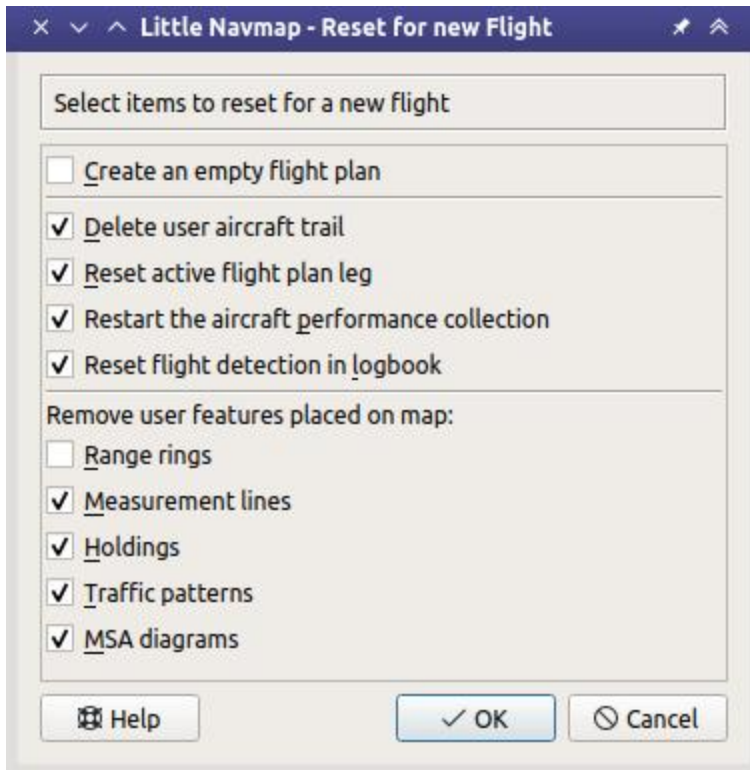 Little Navmap - Reset for new Flight
Select items to reset for a new flight
Create an empty flight plan
Delete user aircraft trail
Reset active flight plan leg
Restart the aircraft performance collection
Reset flight detection in logbook
Remove user features placed on map:
Range rings
Measurement lines
Holdings
Traffic patterns
MSA diagrams
Help OK Cancel